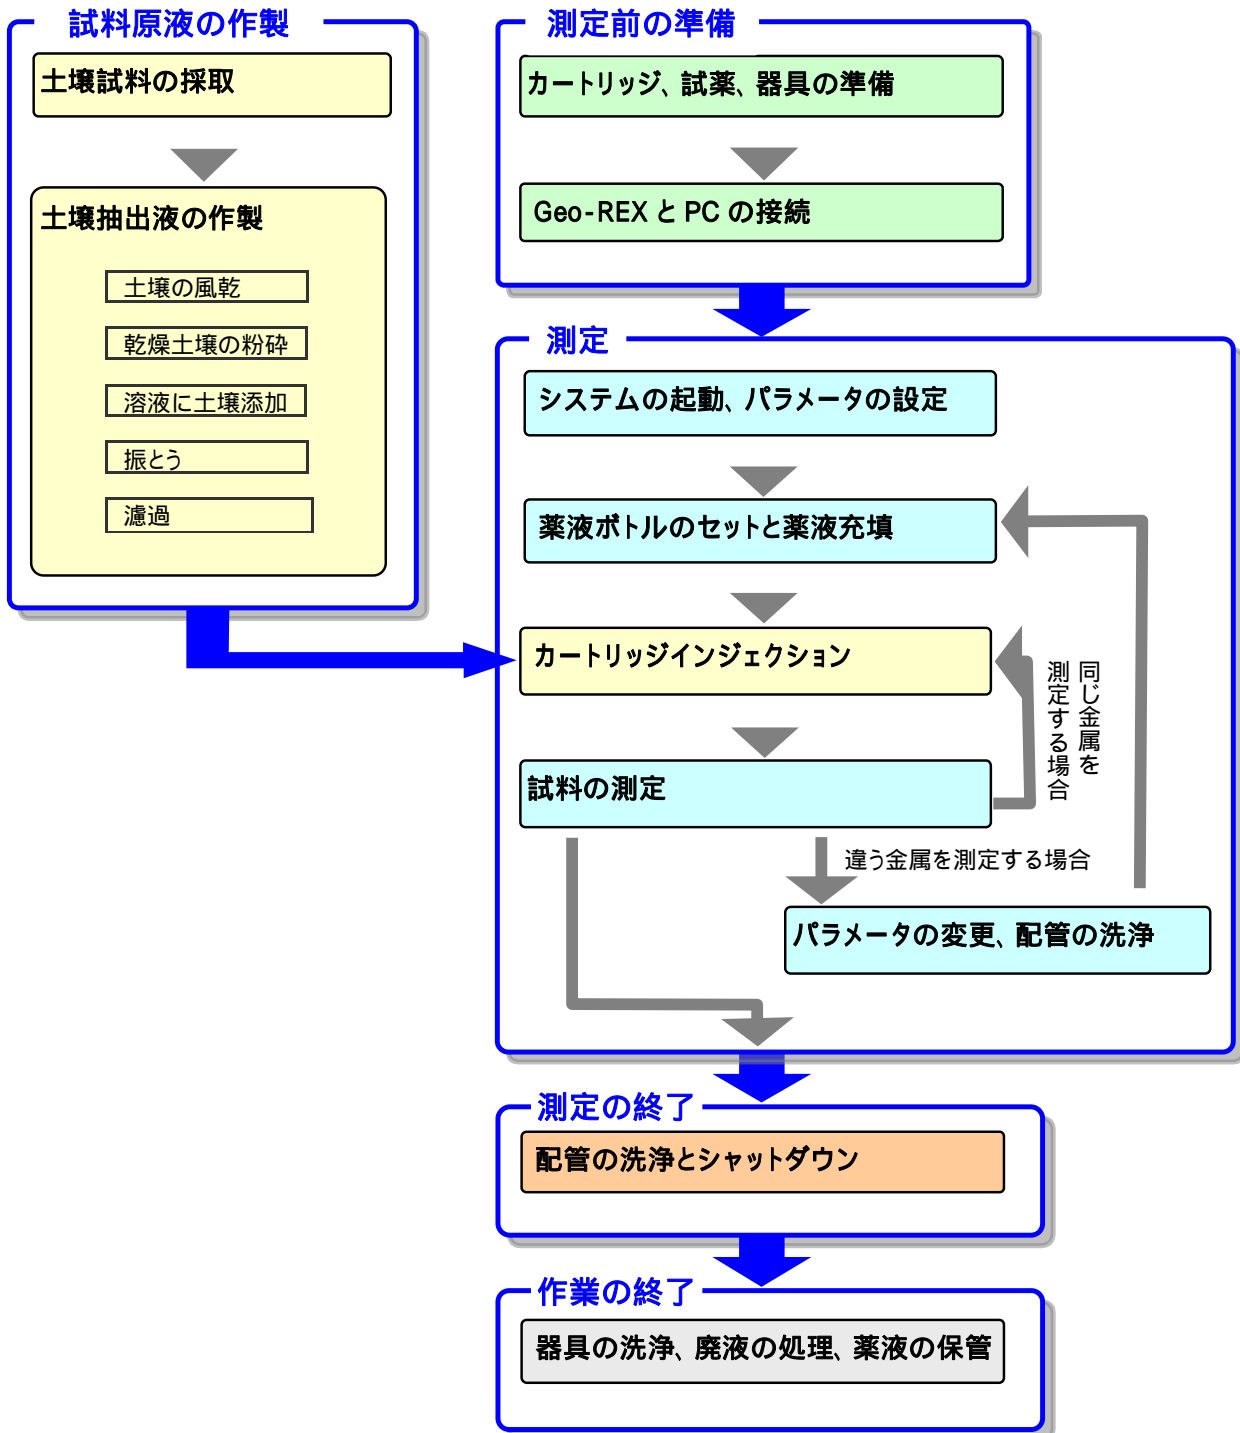 試料原液の作製
土壌試料の採取
土壌抽出液の作製
土壌の風乾
乾燥土壌の粉砕
溶液に土壌添加
振とう
濾過
測定前の準備
カートリッジ、試薬、器具の準備
Geo-REX と PC の接続
測定
システムの起動、パラメータの設定
薬液ボトルのセットと薬液充填
カートリッジインジェクション
試料の測定
同じ金属を
測定する場合
違う金属を測定する場合
パラメータの変更、配管の洗浄
測定の終了
配管の洗浄とシャットダウン
作業の終了
器具の洗浄、廃液の処理、薬液の保管